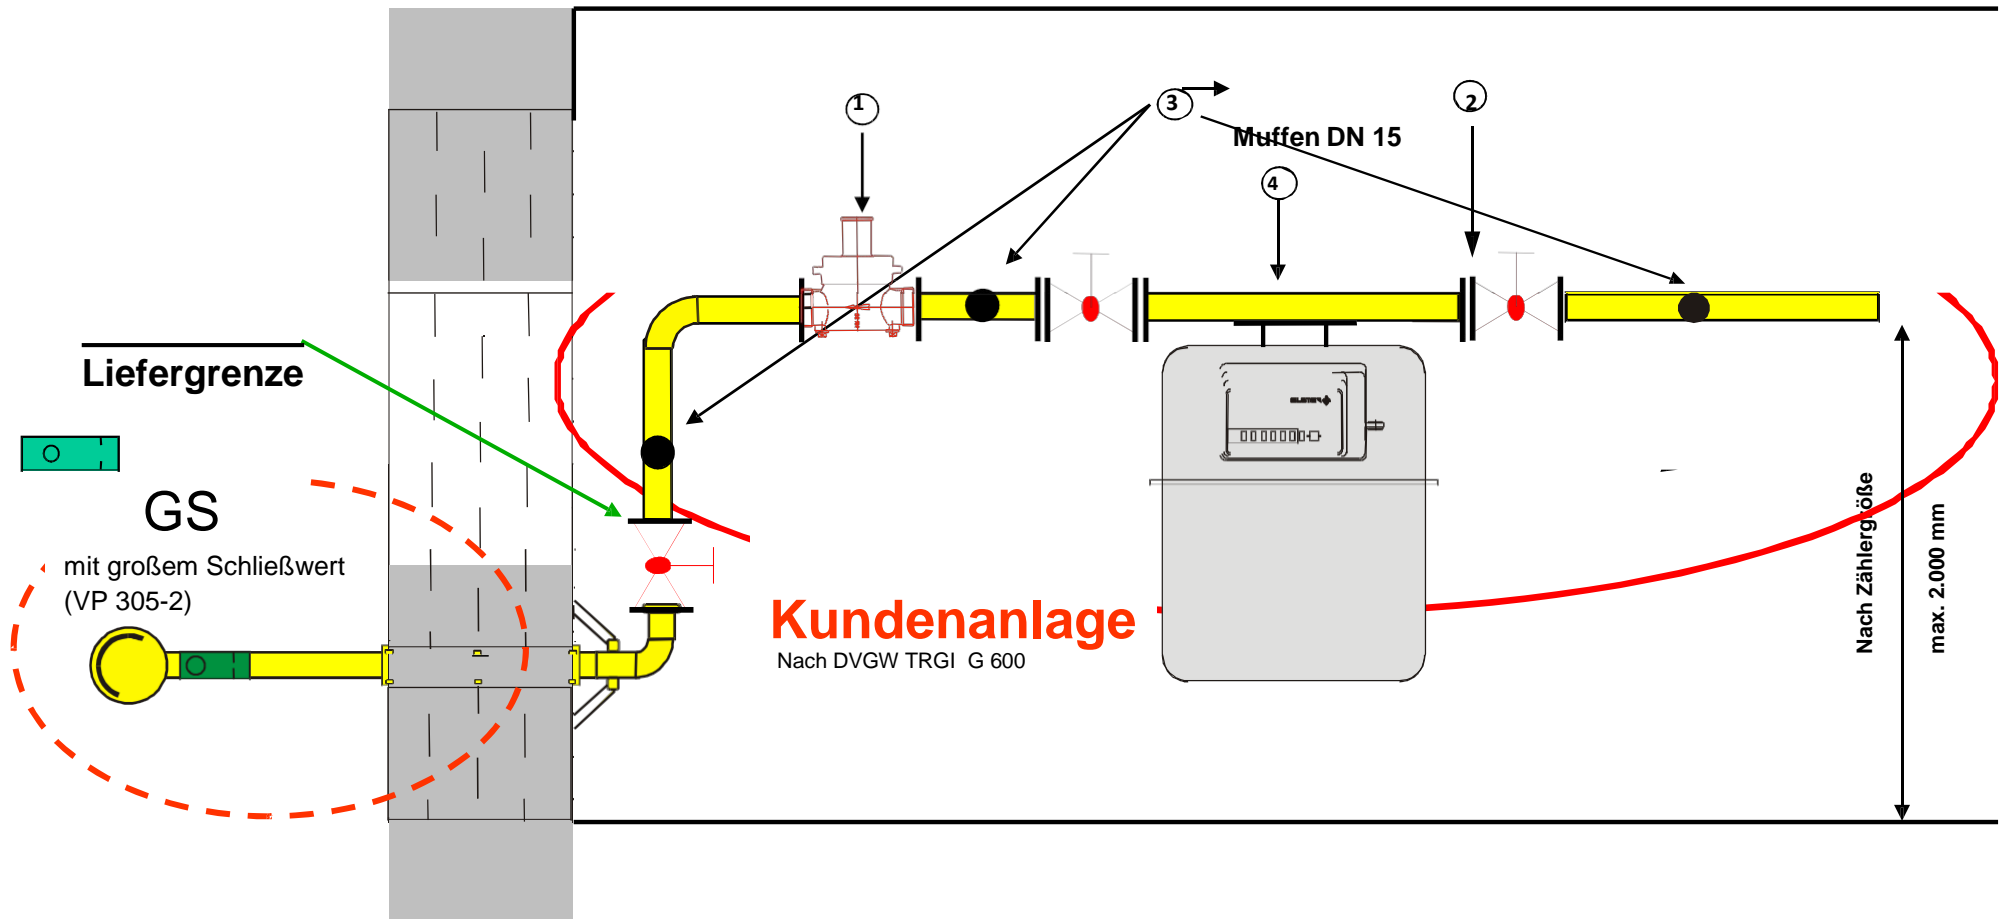 1
3
2
Muffen DN 15
4
Liefergrenze
GS
mit großem Schließwert
(VP 305-2)
Kundenanlage
Nach DVGW TRGI G 600
Nach Zählergröße
max. 2.000 mm